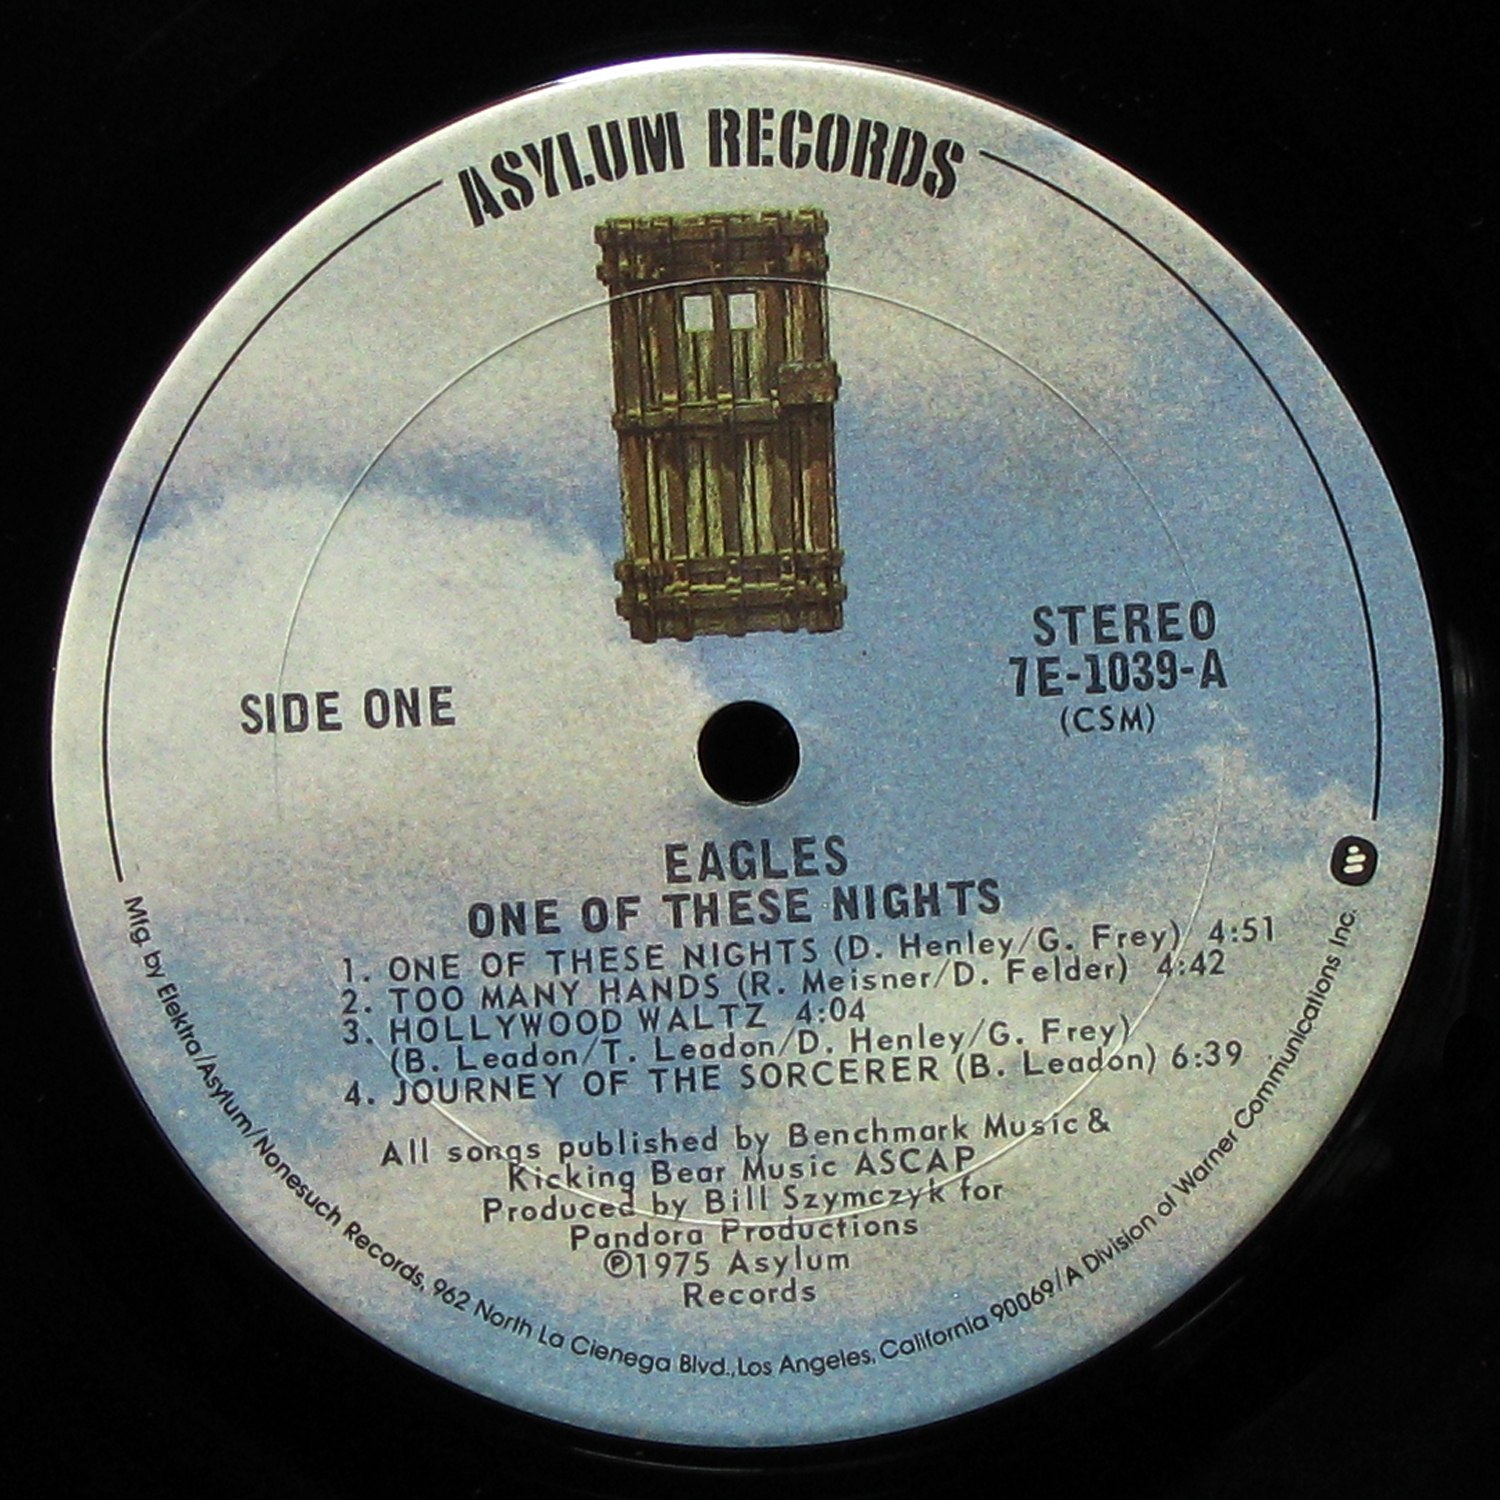 ASYLUM RECORDS
STEREO
7E-1039-A
(CSM)
SIDE ONE
EAGLES
ONE OF THESE NIGHTS
1. ONE OF THESE NIGHTS (D. Henley/G. Frey) 4:51
2. TOO MANY HANDS (R. Meisner/D. Felder) 4:42
3. HOLLYWOOD WALTZ 4:04
(B. Leadon/T. Leadon/D. Henley/G. Frey)
4. JOURNEY OF THE SORCERER (B. Leadon) 6:39
All songs published by Benchmark Music &
Kicking Bear Music ASCAP
Produced by Bill Szymczyk for
Pandora Productions
℗1975 Asylum
Records
Mfg. by Elektra/Asylum/Nonesuch Records, 962 North La Cienega Blvd., Los Angeles, California 90069/A Division of Warner Communications Inc.